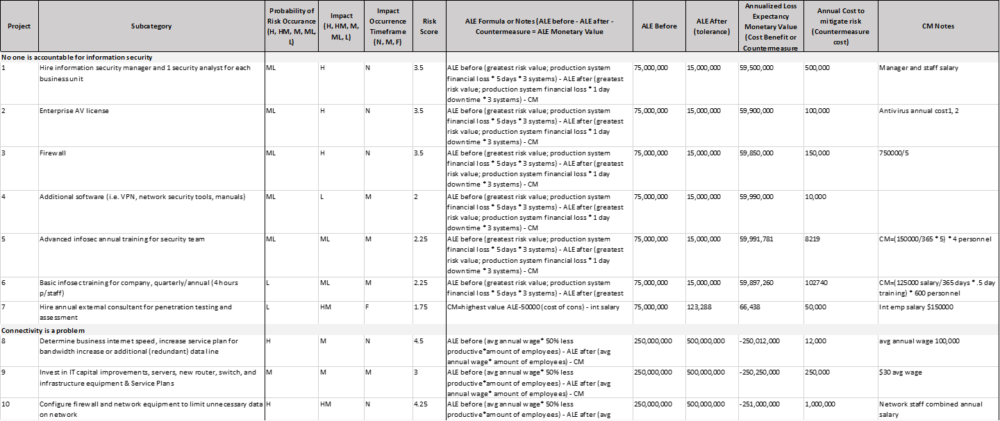 Project
Subcategory
Probability of
Risk Occurance
(H, HM, M, ML,
L)
Impact
(H, HM, M,
ML, L)
Impact
Occurrence
Timeframe
(N, M, F)
Risk
Score
ALE Formula or Notes (ALE before - ALE after -
Countermeasure = ALE Monetary Value
ALE Before
ALE After
(tolerance)
Annualized Loss
Expectancy
Monetary Value
(Cost Benefit or
Countermeasure
Annual Cost to
mitigate risk
(Countermeasure
cost)
CM Notes
No one is accountable for information security
1
Hire information security manager and 1 security analyst for each
business unit
ML
H
N
3.5
ALE before (greatest risk value; production system
financial loss * 5 days * 3 systems) - ALE after (greatest
risk value; production system financial loss * 1 day
downtime * 3 systems) - CM
75,000,000
15,000,000
59,500,000
500,000
Manager and staff salary
2
Enterprise AV license
ML
H
N
3.5
ALE before (greatest risk value; production system
financial loss * 5 days * 3 systems) - ALE after (greatest
risk value; production system financial loss * 1 day
downtime * 3 systems) - CM
75,000,000
15,000,000
59,900,000
100,000
Antivirus annual cost1, 2
3
Firewall
ML
H
N
3.5
ALE before (greatest risk value; production system
financial loss * 5 days * 3 systems) - ALE after (greatest
risk value; production system financial loss * 1 day
downtime * 3 systems) - CM
75,000,000
15,000,000
59,850,000
150,000
750000/5
4
Additional software (i.e. VPN, network security tools, manuals)
ML
L
M
2
ALE before (greatest risk value; production system
financial loss * 5 days * 3 systems) - ALE after (greatest
risk value; production system financial loss * 1 day
downtime * 3 systems) - CM
75,000,000
15,000,000
59,990,000
10,000
5
Advanced infosec annual training for security team
ML
ML
M
2.25
ALE before (greatest risk value; production system
financial loss * 5 days * 3 systems) - ALE after (greatest
risk value; production system financial loss * 1 day
downtime * 3 systems) - CM
75,000,000
15,000,000
59,991,781
8219
CM=(150000/365 * 5) * 4 personnel
6
Basic infosec training for company, quarterly/annual (4 hours
p/staff)
L
ML
M
2.25
ALE before (greatest risk value; production system
financial loss * 5 days * 3 systems) - ALE after (greatest
75,000,000
15,000,000
59,897,260
102740
CM=(125000 salary/365 days * .5 day
training) * 600 personnel
7
Hire annual external consultant for penetration testing and
assessment
L
HM
F
1.75
CM=highest value ALE-50000 (cost of cons) - int salary
75,000,000
123,288
66,438
50,000
Int emp salary $150000
Connectivity is a problem
8
Determine business internet speed, increase service plan for
bandwidth increase or additional (redundant) data line
H
M
N
4.5
ALE before (avg annual wage* 50% less
productive*amount of employees) - ALE after (avg
annual wage* amount of employees) - CM
250,000,000
500,000,000
-250,012,000
12,000
avg annual wage 100,000
9
Invest in IT capital improvements, servers, new router, switch, and
infrastructure equipment & Service Plans
M
M
M
3
ALE before (avg annual wage* 50% less
productive*amount of employees) - ALE after (avg
annual wage* amount of employees) - CM
250,000,000
500,000,000
-250,250,000
250,000
$30 avg wage
10
Configure firewall and network equipment to limit unnecessary data
on network
H
HM
N
4.25
ALE before (avg annual wage* 50% less
productive*amount of employees) - ALE after (avg
250,000,000
500,000,000
-251,000,000
1,000,000
Network staff combined annual
salary